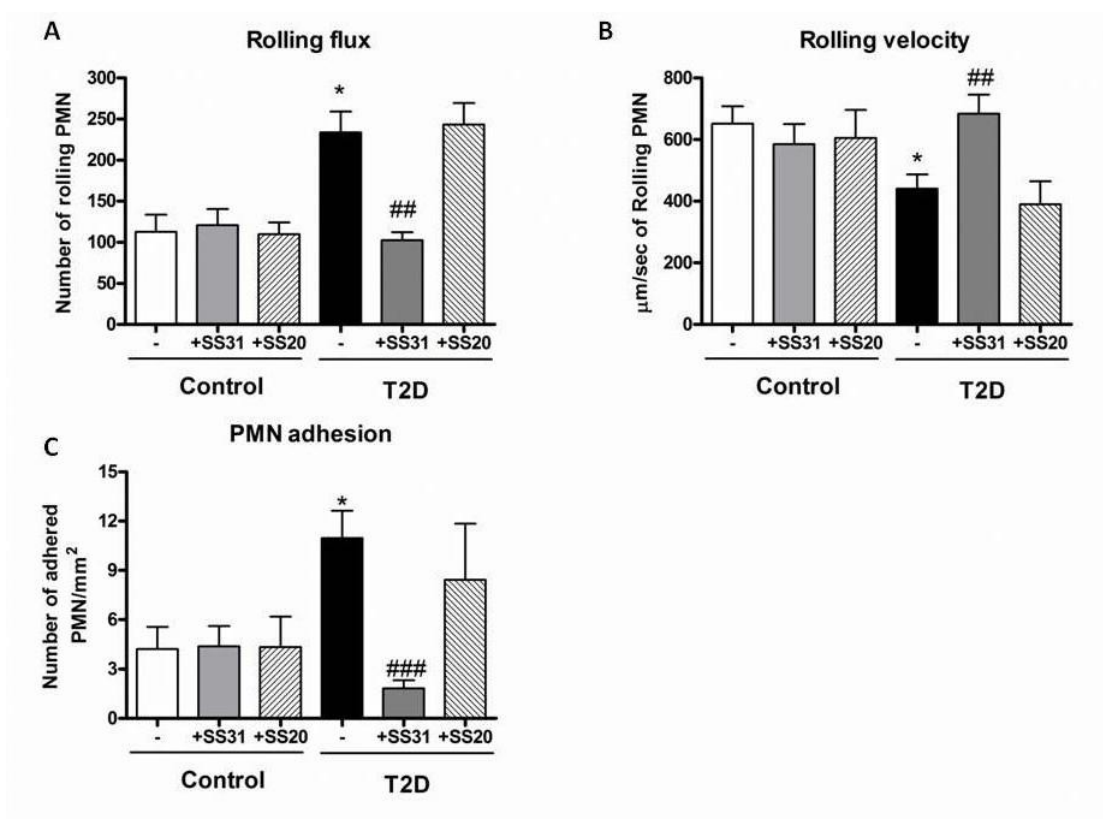 A
Rolling flux
Number of rolling PMN
300
250
200
150
100
50
0
*
##
- +SS31 +SS20 - +SS31 +SS20
Control T2D
B
Rolling velocity
μm/sec of Rolling PMN
800
600
400
200
0
*
##
- +SS31 +SS20 - +SS31 +SS20
Control T2D
C
PMN adhesion
Number of adhered
PMN/mm²
15
12
9
6
3
0
*
###
- +SS31 +SS20 - +SS31 +SS20
Control T2D